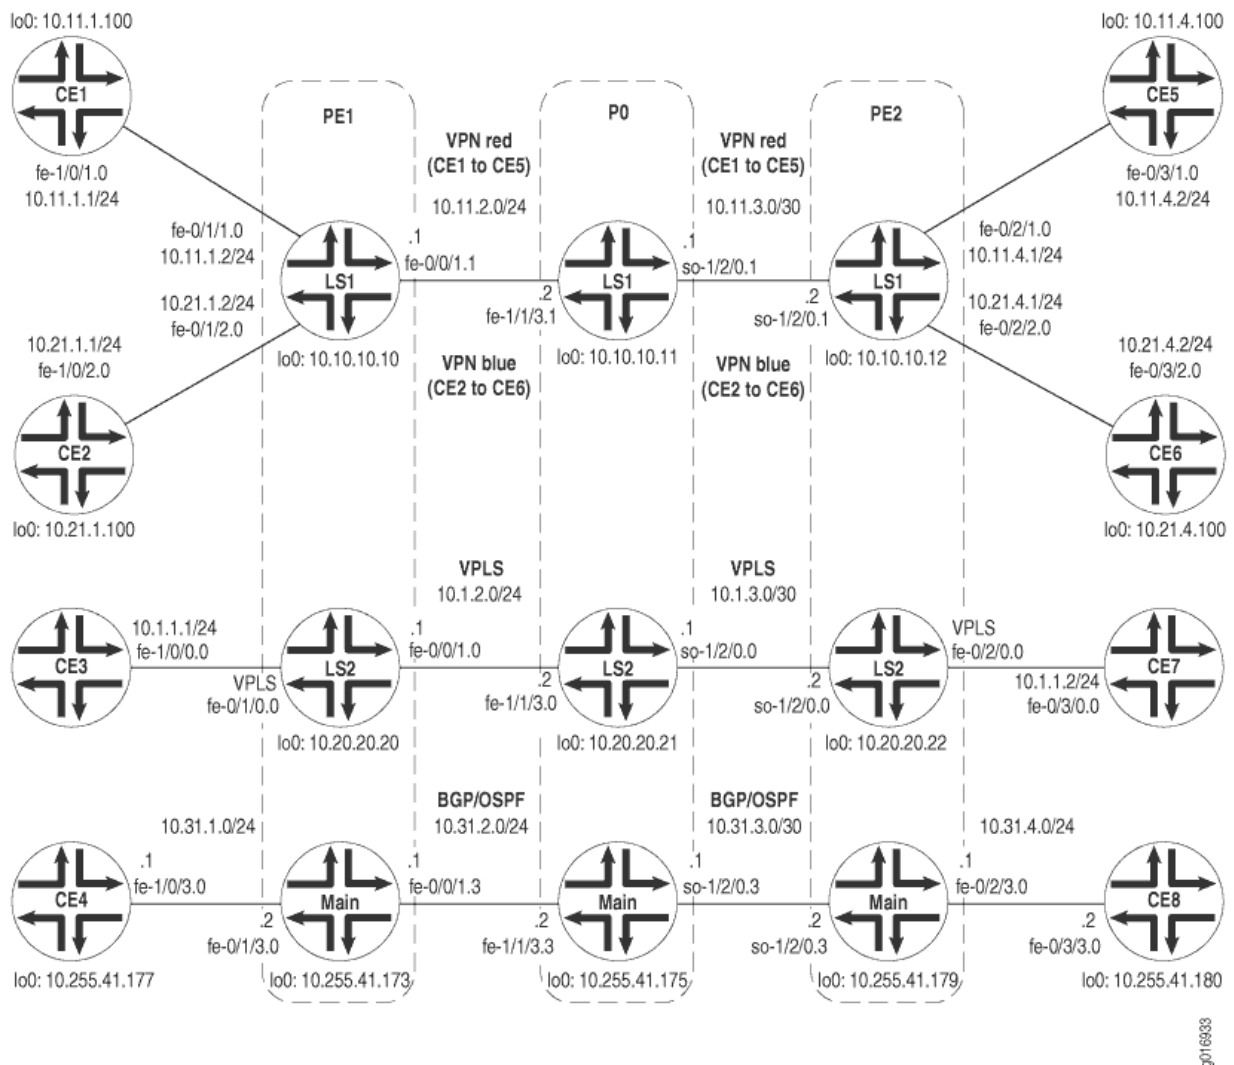 lo0: 10.11.1.100
lo0: 10.11.4.100
CE1
CE5
PE1
P0
PE2
VPN red
(CE1 to CE5)
VPN red
(CE1 to CE5)
fe-1/0/1.0
10.11.1.1/24
fe-0/3/1.0
10.11.4.2/24
10.11.2.0/24
10.11.3.0/30
fe-0/1/1.0
10.11.1.2/24
.1
fe-0/0/1.1
.1
so-1/2/0.1
fe-0/2/1.0
10.11.4.1/24
LS1
LS1
LS1
10.21.1.2/24
fe-0/1/2.0
.2
fe-1/1/3.1
.2
so-1/2/0.1
10.21.4.1/24
fe-0/2/2.0
10.21.1.1/24
fe-1/0/2.0
lo0: 10.10.10.10
lo0: 10.10.10.11
lo0: 10.10.10.12
10.21.4.2/24
fe-0/3/2.0
VPN blue
(CE2 to CE6)
VPN blue
(CE2 to CE6)
CE2
CE6
lo0: 10.21.1.100
lo0: 10.21.4.100
VPLS
10.1.2.0/24
VPLS
10.1.3.0/30
10.1.1.1/24
fe-1/0/0.0
.1
fe-0/0/1.0
.1
so-1/2/0.0
VPLS
fe-0/2/0.0
CE3
LS2
LS2
LS2
CE7
VPLS
fe-0/1/0.0
.2
fe-1/1/3.0
.2
so-1/2/0.0
10.1.1.2/24
fe-0/3/0.0
lo0: 10.20.20.20
lo0: 10.20.20.21
lo0: 10.20.20.22
BGP/OSPF
10.31.2.0/24
BGP/OSPF
10.31.3.0/30
10.31.1.0/24
10.31.4.0/24
.1
fe-1/0/3.0
.1
fe-0/0/1.3
.1
so-1/2/0.3
.1
fe-0/2/3.0
CE4
Main
Main
Main
CE8
.2
fe-0/1/3.0
.2
fe-1/1/3.3
.2
so-1/2/0.3
.2
fe-0/3/3.0
lo0: 10.255.41.177
lo0: 10.255.41.173
lo0: 10.255.41.175
lo0: 10.255.41.179
lo0: 10.255.41.180
g016933